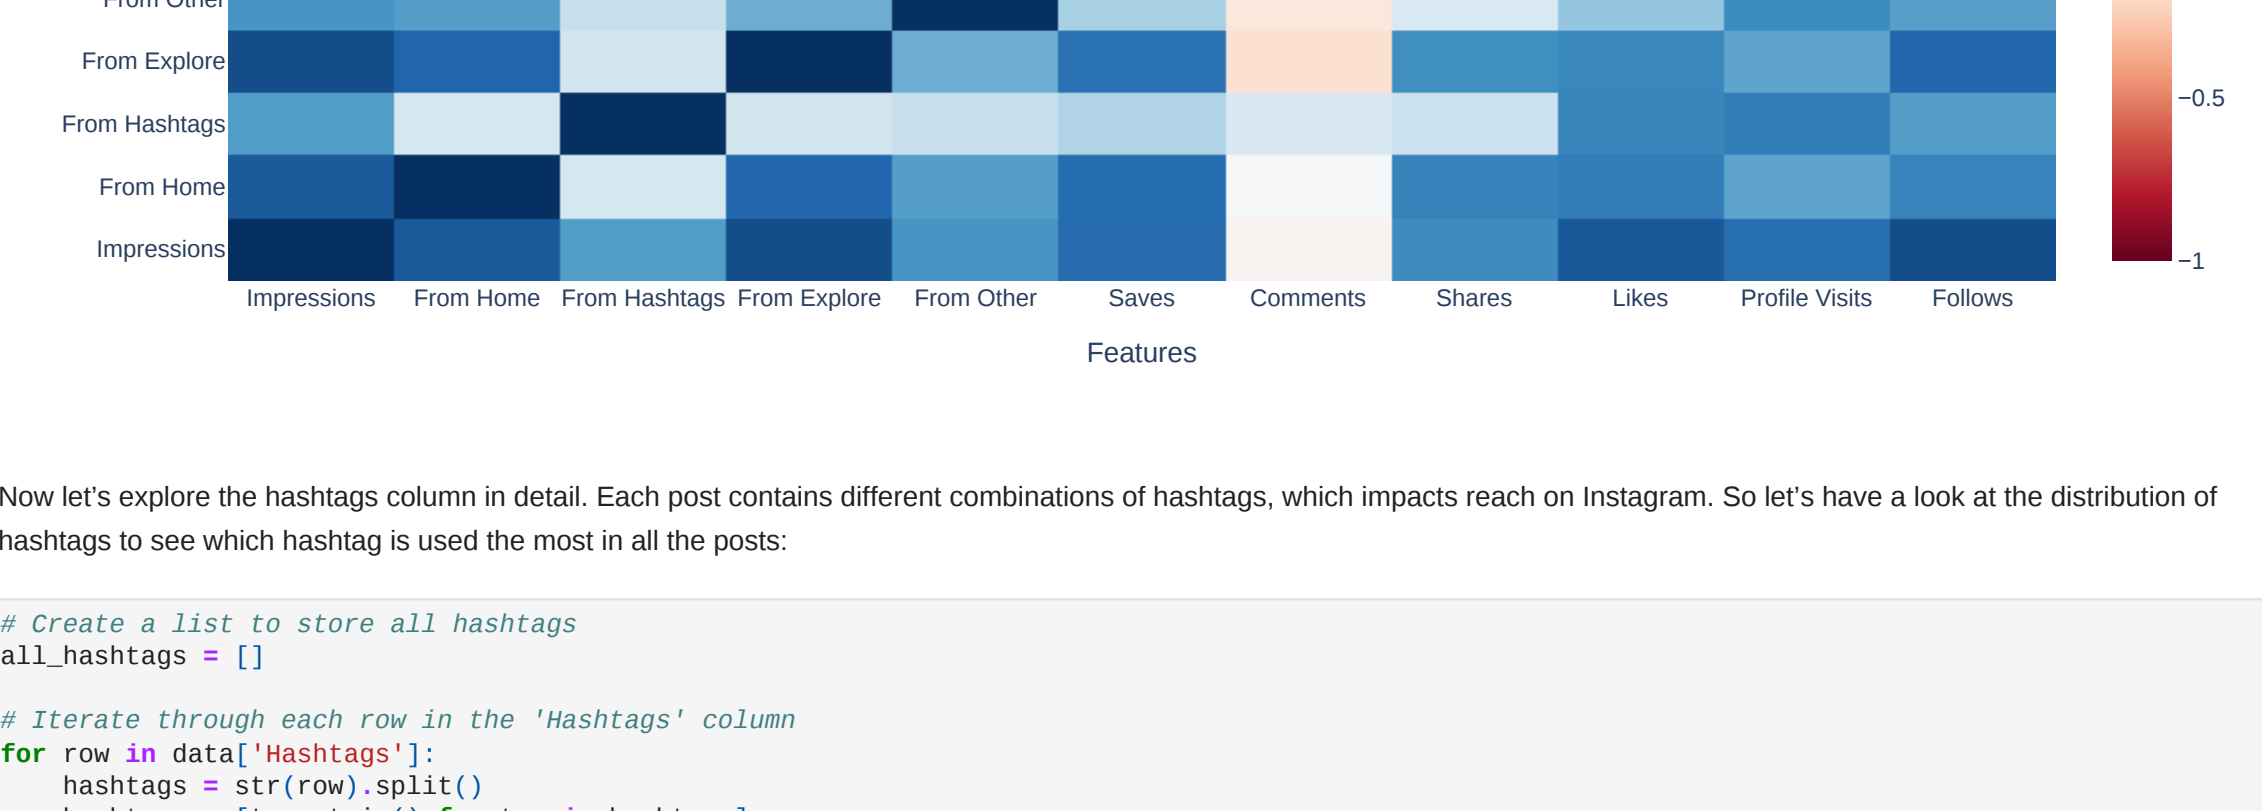 From Other
From Explore
−0.5
From Hashtags
From Home
Impressions
−1
Impressions From Home From Hashtags From Explore From Other Saves Comments Shares Likes Profile Visits Follows
Features
Now let’s explore the hashtags column in detail. Each post contains different combinations of hashtags, which impacts reach on Instagram. So let’s have a look at the distribution of
hashtags to see which hashtag is used the most in all the posts:
# Create a list to store all hashtags
all_hashtags = []
# Iterate through each row in the 'Hashtags' column
for row in data['Hashtags']:
    hashtags = str(row).split()